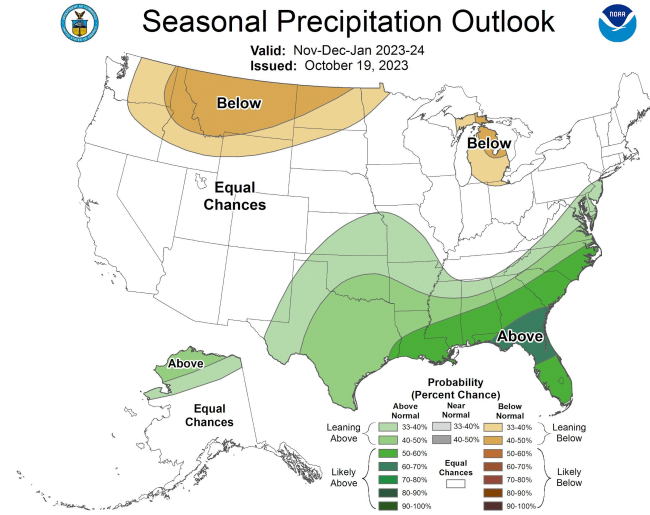 Seasonal Precipitation Outlook
NOAA
Valid: Nov-Dec-Jan 2023-24
Issued: October 19, 2023
Below
Below
Equal
Chances
Above
Above
Equal
Chances
Probability
(Percent Chance)
Above
Normal
Near
Normal
Below
Normal
Leaning
Above
33-40%
33-40%
33-40%
40-50%
40-50%
40-50%
Leaning
Below
Likely
Above
50-60%
60-70%
70-80%
80-90%
90-100%
Equal
Chances
50-60%
60-70%
70-80%
80-90%
90-100%
Likely
Below